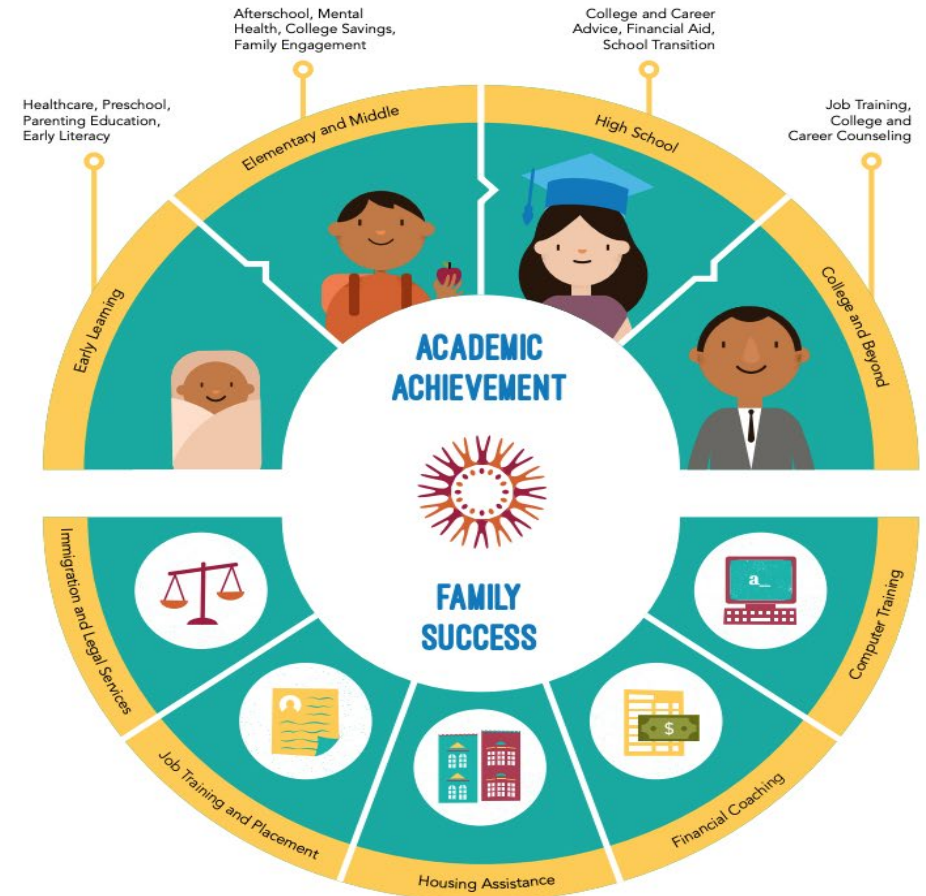 Afterschool, Mental
Health, College Savings,
Family Engagement
College and Career
Advice, Financial Aid,
School Transition
Healthcare, Preschool,
Parenting Education,
Early Literacy
Job Training,
College and
Career Counseling
Early Learning
Elementary and Middle
High School
College and Beyond
ACADEMIC
ACHIEVEMENT
FAMILY
SUCCESS
Immigration and Legal Services
Job Training and Placement
Housing Assistance
Financial Coaching
$
Computer Training
a_